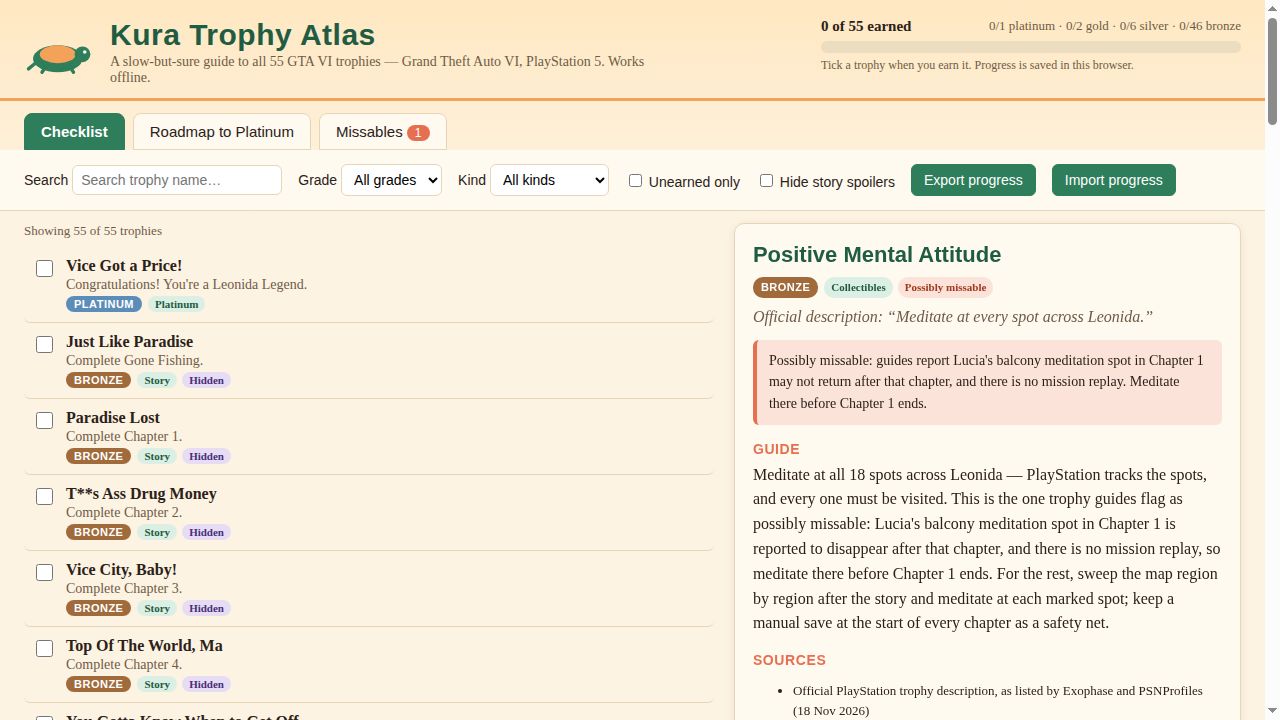 Kura Trophy Atlas
A slow-but-sure guide to all 55 GTA VI trophies — Grand Theft Auto VI, PlayStation 5. Works
offline.
0 of 55 earned
0/1 platinum · 0/2 gold · 0/6 silver · 0/46 bronze
Tick a trophy when you earn it. Progress is saved in this browser.
Checklist
Roadmap to Platinum
Missables 1
Search
Search trophy name…
Grade
All grades
Kind
All kinds
Unearned only
Hide story spoilers
Export progress
Import progress
Showing 55 of 55 trophies
Vice Got a Price!
Congratulations! You're a Leonida Legend.
PLATINUM Platinum
Just Like Paradise
Complete Gone Fishing.
BRONZE Story Hidden
Paradise Lost
Complete Chapter 1.
BRONZE Story Hidden
T**s Ass Drug Money
Complete Chapter 2.
BRONZE Story Hidden
Vice City, Baby!
Complete Chapter 3.
BRONZE Story Hidden
Top Of The World, Ma
Complete Chapter 4.
BRONZE Story Hidden
You Gotta Know When to Get Off
Positive Mental Attitude
BRONZE Collectibles Possibly missable
Official description: “Meditate at every spot across Leonida.”
Possibly missable: guides report Lucia's balcony meditation spot in Chapter 1
may not return after that chapter, and there is no mission replay. Meditate
there before Chapter 1 ends.
GUIDE
Meditate at all 18 spots across Leonida — PlayStation tracks the spots,
and every one must be visited. This is the one trophy guides flag as
possibly missable: Lucia's balcony meditation spot in Chapter 1 is
reported to disappear after that chapter, and there is no mission replay, so
meditate there before Chapter 1 ends. For the rest, sweep the map region
by region after the story and meditate at each marked spot; keep a
manual save at the start of every chapter as a safety net.
SOURCES
Official PlayStation trophy description, as listed by Exophase and PSNProfiles
(18 Nov 2026)